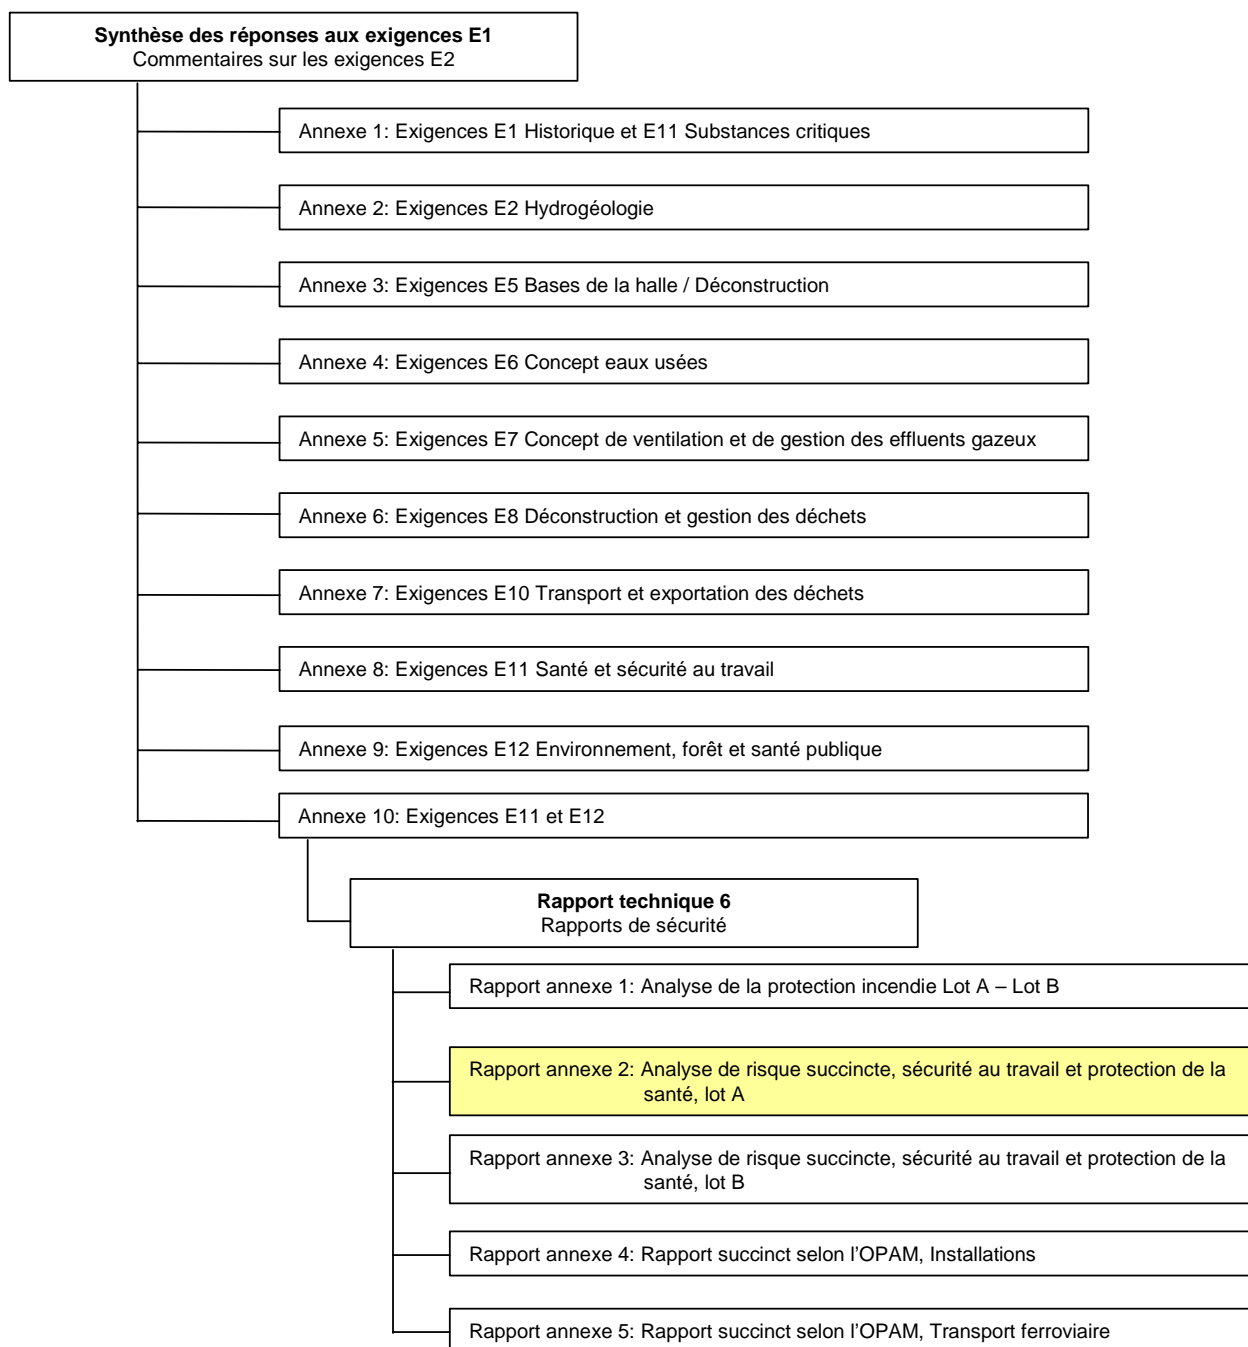 Synthèse des réponses aux exigences E1
Commentaires sur les exigences E2
Annexe 1: Exigences E1 Historique et E11 Substances critiques
Annexe 2: Exigences E2 Hydrogéologie
Annexe 3: Exigences E5 Bases de la halle / Déconstruction
Annexe 4: Exigences E6 Concept eaux usées
Annexe 5: Exigences E7 Concept de ventilation et de gestion des effluents gazeux
Annexe 6: Exigences E8 Déconstruction et gestion des déchets
Annexe 7: Exigences E10 Transport et exportation des déchets
Annexe 8: Exigences E11 Santé et sécurité au travail
Annexe 9: Exigences E12 Environnement, forêt et santé publique
Annexe 10: Exigences E11 et E12
Rapport technique 6
Rapports de sécurité
Rapport annexe 1: Analyse de la protection incendie Lot A – Lot B
Rapport annexe 2: Analyse de risque succincte, sécurité au travail et protection de la
santé, lot A
Rapport annexe 3: Analyse de risque succincte, sécurité au travail et protection de la
santé, lot B
Rapport annexe 4: Rapport succinct selon l'OPAM, Installations
Rapport annexe 5: Rapport succinct selon l'OPAM, Transport ferroviaire